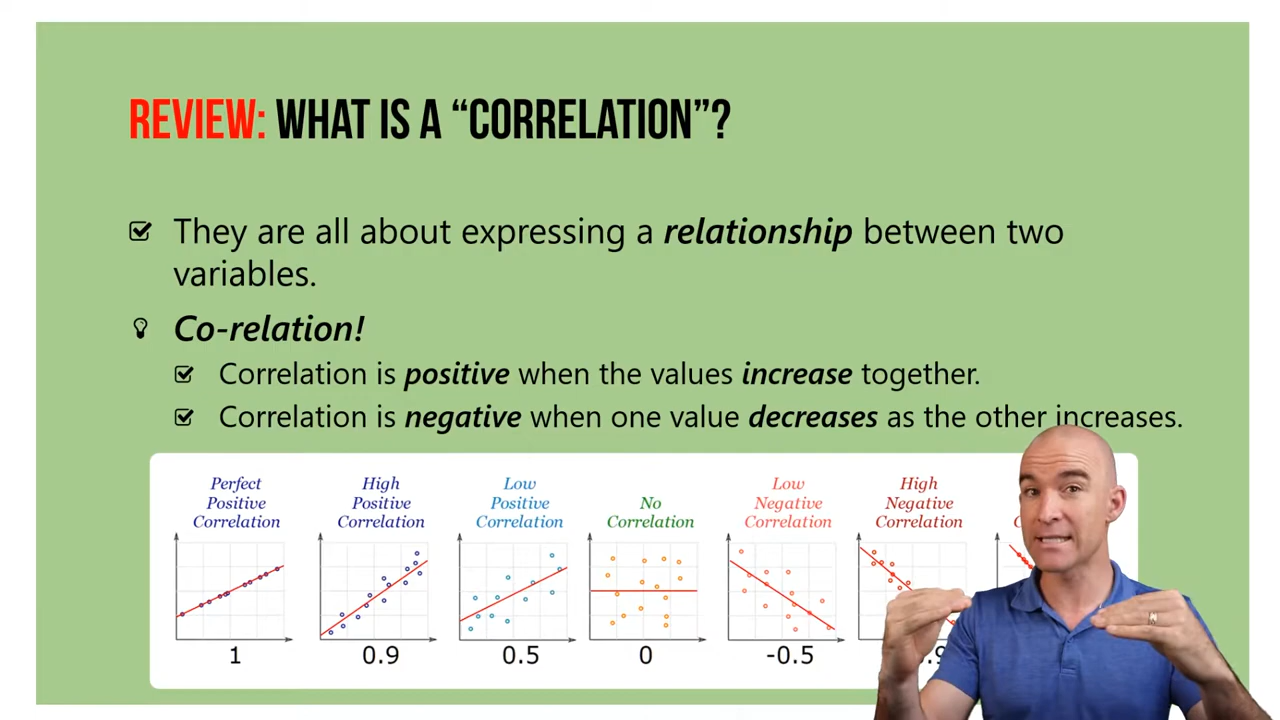 REVIEW: WHAT IS A “CORRELATION”?
They are all about expressing a relationship between two
variables.
Co-relation!
Correlation is positive when the values increase together.
Correlation is negative when one value decreases as the other increases.
Perfect
Positive
Correlation
High
Positive
Correlation
Low
Positive
Correlation
No
Correlation
Low
Negative
Correlation
High
Negative
Correlation
1
0.9
0.5
0
-0.5